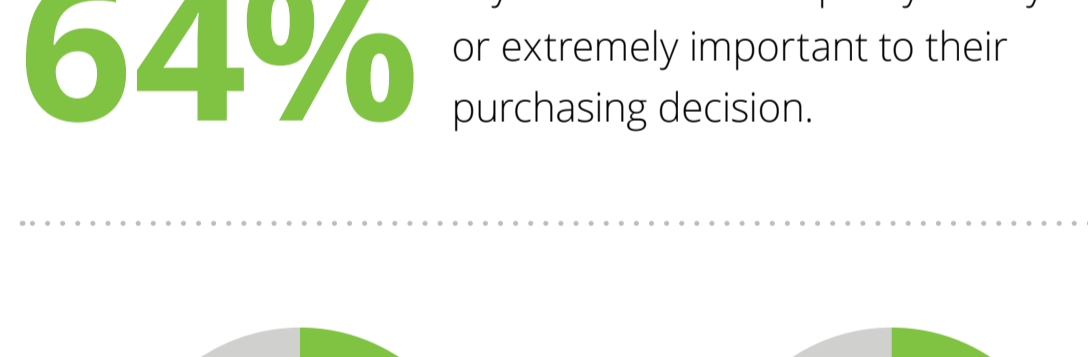 64%
or extremely important to their
purchasing decision.